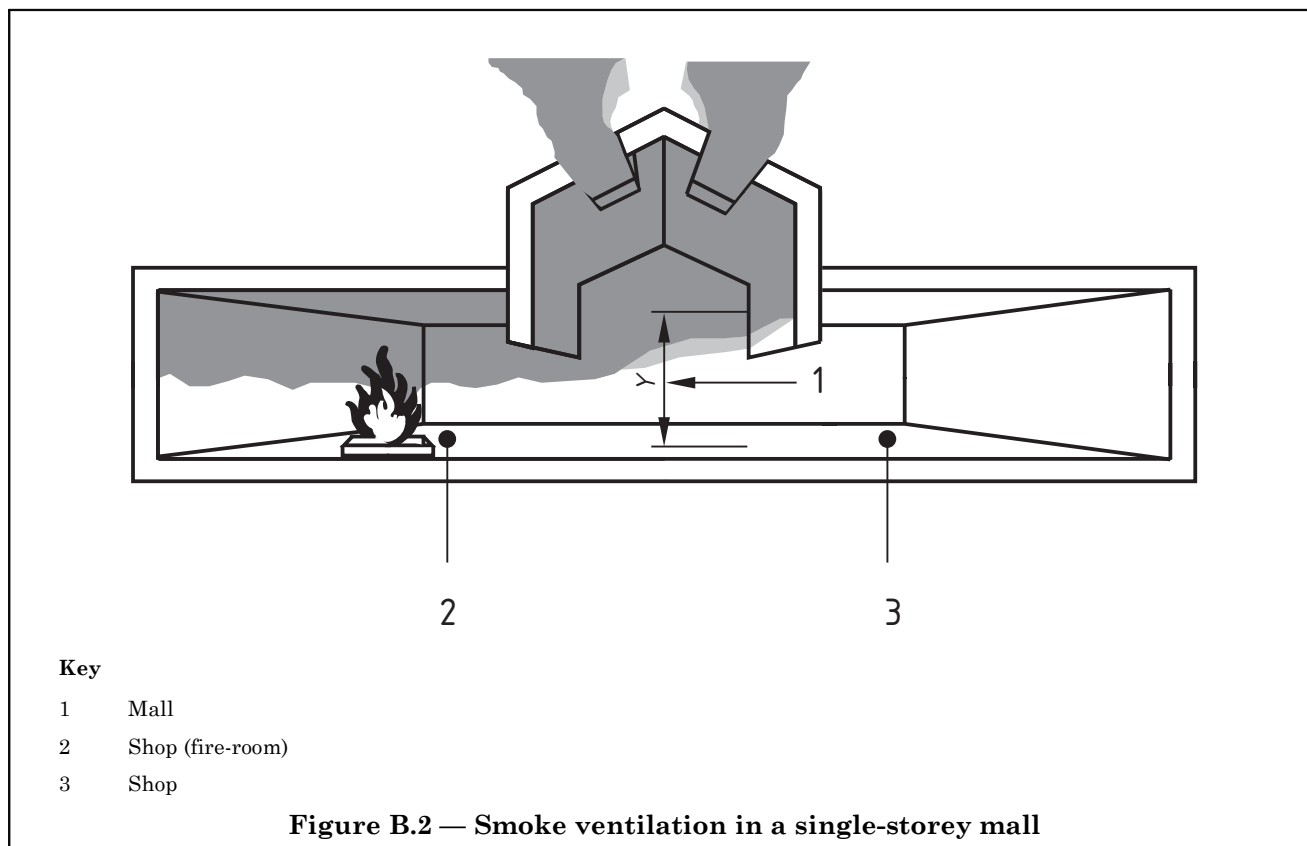 Y
1
2
3
Key
1 Mall
2 Shop (fire-room)
3 Shop
Figure B.2 — Smoke ventilation in a single-storey mall